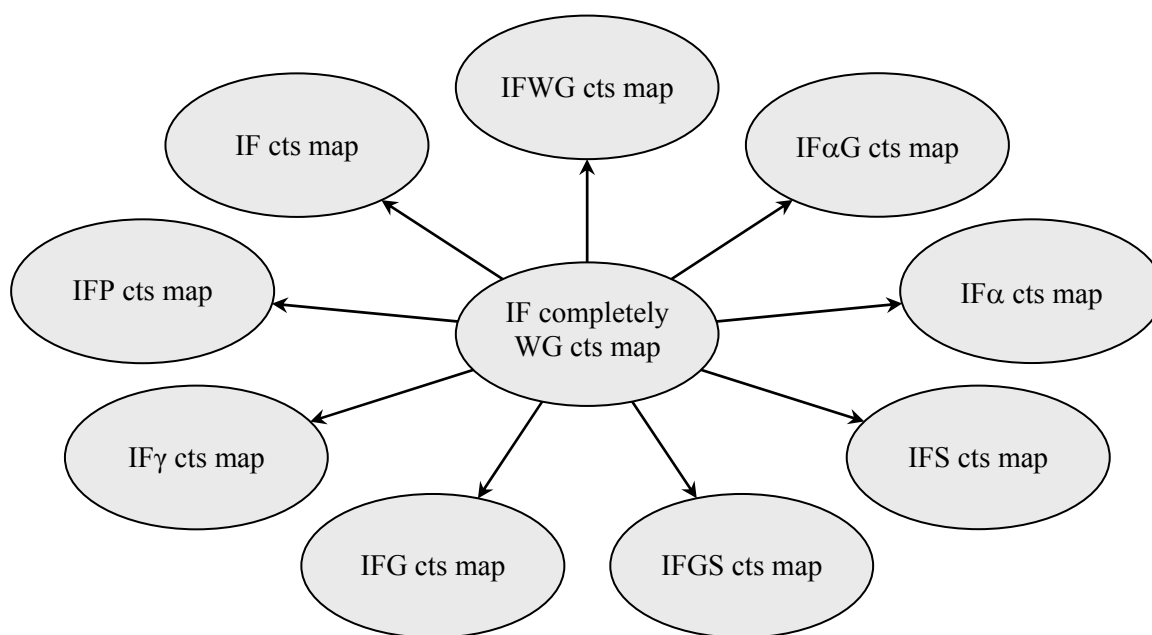 IFWG cts map
IF cts map
IFαG cts map
IFP cts map
IFα cts map
IF completely
WG cts map
IFγ cts map
IFS cts map
IFG cts map
IFGS cts map